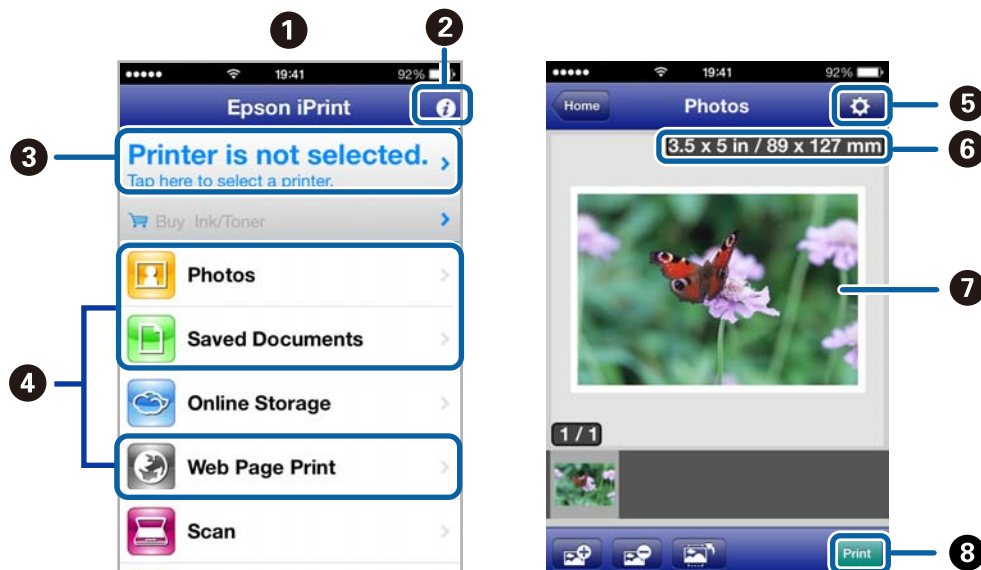 1
2
19:41 92%
Epson iPrint
i
3
Printer is not selected.
Tap here to select a printer.
Buy Ink/Toner
4
Photos
Saved Documents
Online Storage
Web Page Print
Scan
19:41 92%
Home Photos
5
3.5 x 5 in / 89 x 127 mm
6
7
1 / 1
Print
8